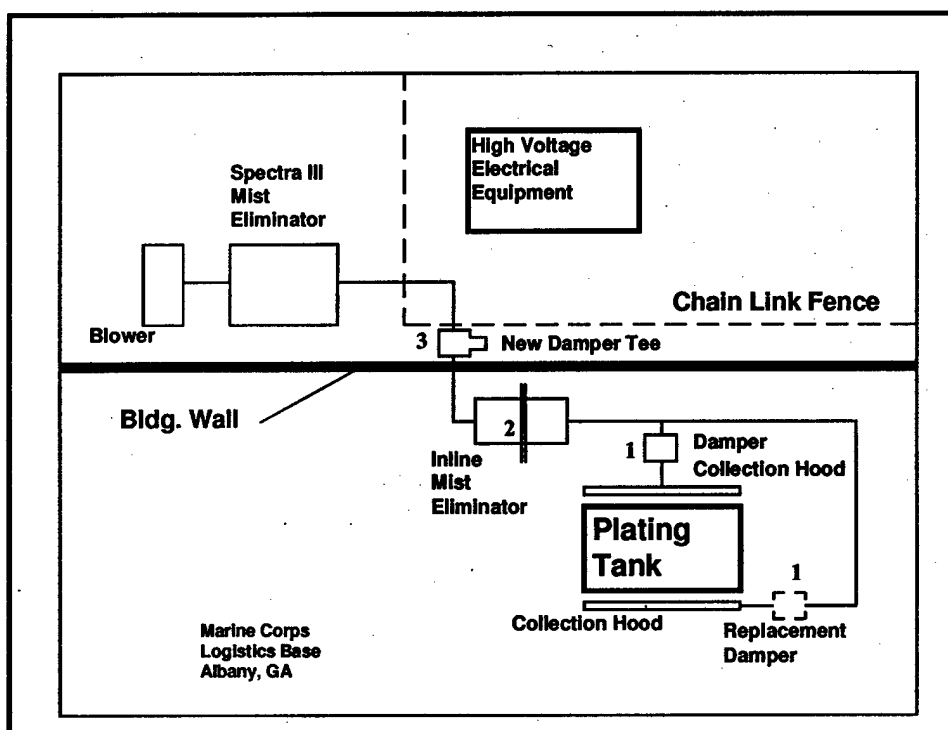 High Voltage
Electrical
Equipment
Spectra III
Mist
Eliminator
Chain Link Fence
Blower
3
New Damper Tee
Bldg. Wall
2
1
Damper
Collection Hood
Inline
Mist
Eliminator
Plating
Tank
1
Collection Hood
Replacement
Damper
Marine Corps
Logistics Base
Albany, GA